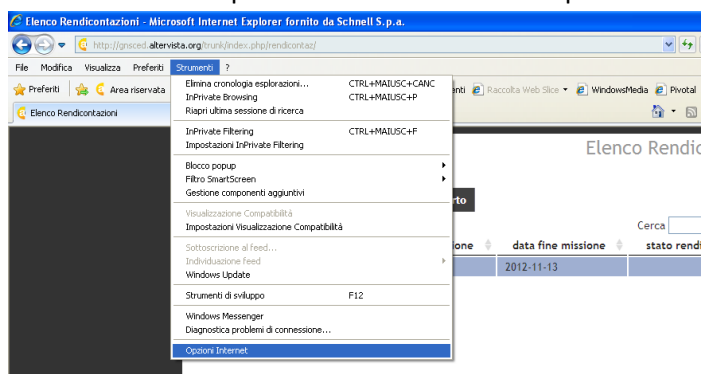 Elenco Rendicontazioni - Microsoft Internet Explorer fornito da Schnell S.p.a.
http://gnsced.altervista.org/trunk/index.php/rendicontaz/
File Modifica Visualizza Preferiti Strumenti ?
Preferiti Area riservata
enti Raccolta Web Slice WindowsMedia Pivotal
Elenco Rendicontazioni
Elimina cronologia esplorazioni... CTRL+MAIUSC+CANC
InPrivate Browsing CTRL+MAIUSC+P
Riapri ultima sessione di ricerca
InPrivate Filtering CTRL+MAIUSC+F
Impostazioni InPrivate Filtering
Blocco popup
Filtro SmartScreen
Gestione componenti aggiuntivi
Visualizzazione Compatibilità
Impostazioni Visualizzazione Compatibilità
Sottoscrizione al feed...
Individuazione feed
Windows Update
Strumenti di sviluppo F12
Windows Messenger
Diagnostica problemi di connessione...
Opzioni Internet
Elenco Rendic
rto
Cerca
ione data fine missione stato rendi
2012-11-13